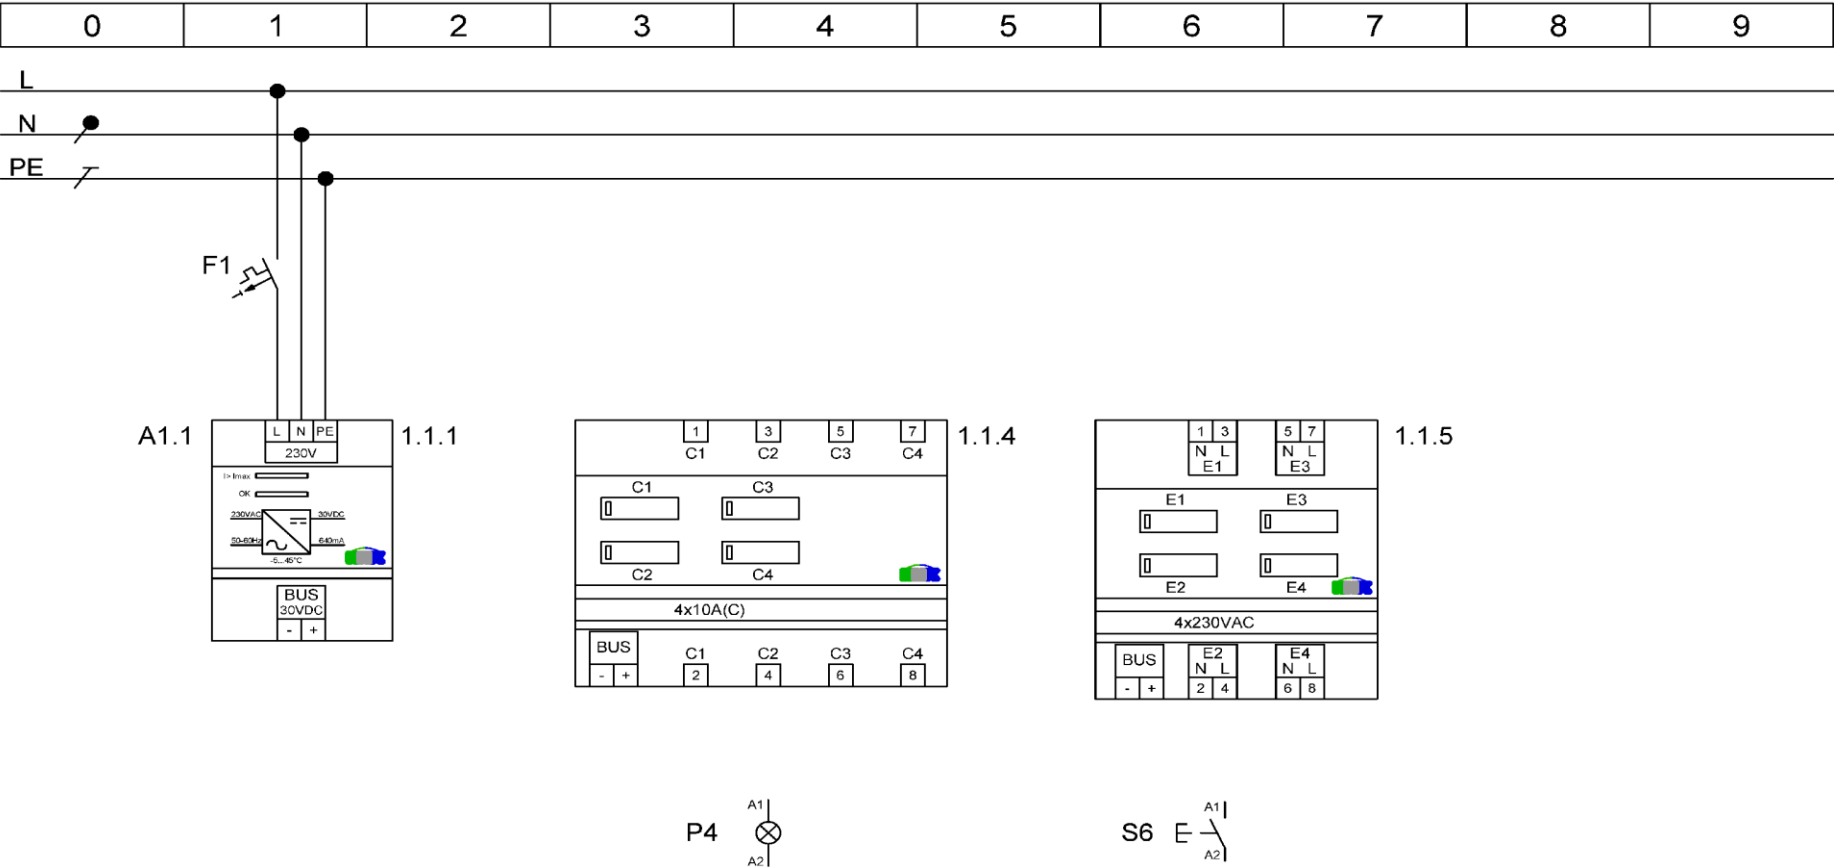 0 1 2 3 4 5 6 7 8 9
L
N
PE
F1
A1.1
L N PE
230V
1.1.1
I> Imax
OK
230VAC 30VDC
50-60Hz 640mA
-5...45°C
BUS
30VDC
- +
1 3 5 7
C1 C2 C3 C4
1.1.4
C1 C3
C2 C4
4x10A(C)
BUS
- +
C1 C2 C3 C4
2 4 6 8
1 3 5 7
N L N L
E1 E3
1.1.5
E1 E3
E2 E4
4x230VAC
BUS
- +
E2 E4
N L N L
2 4 6 8
P4
A1
A2
S6
A1
A2